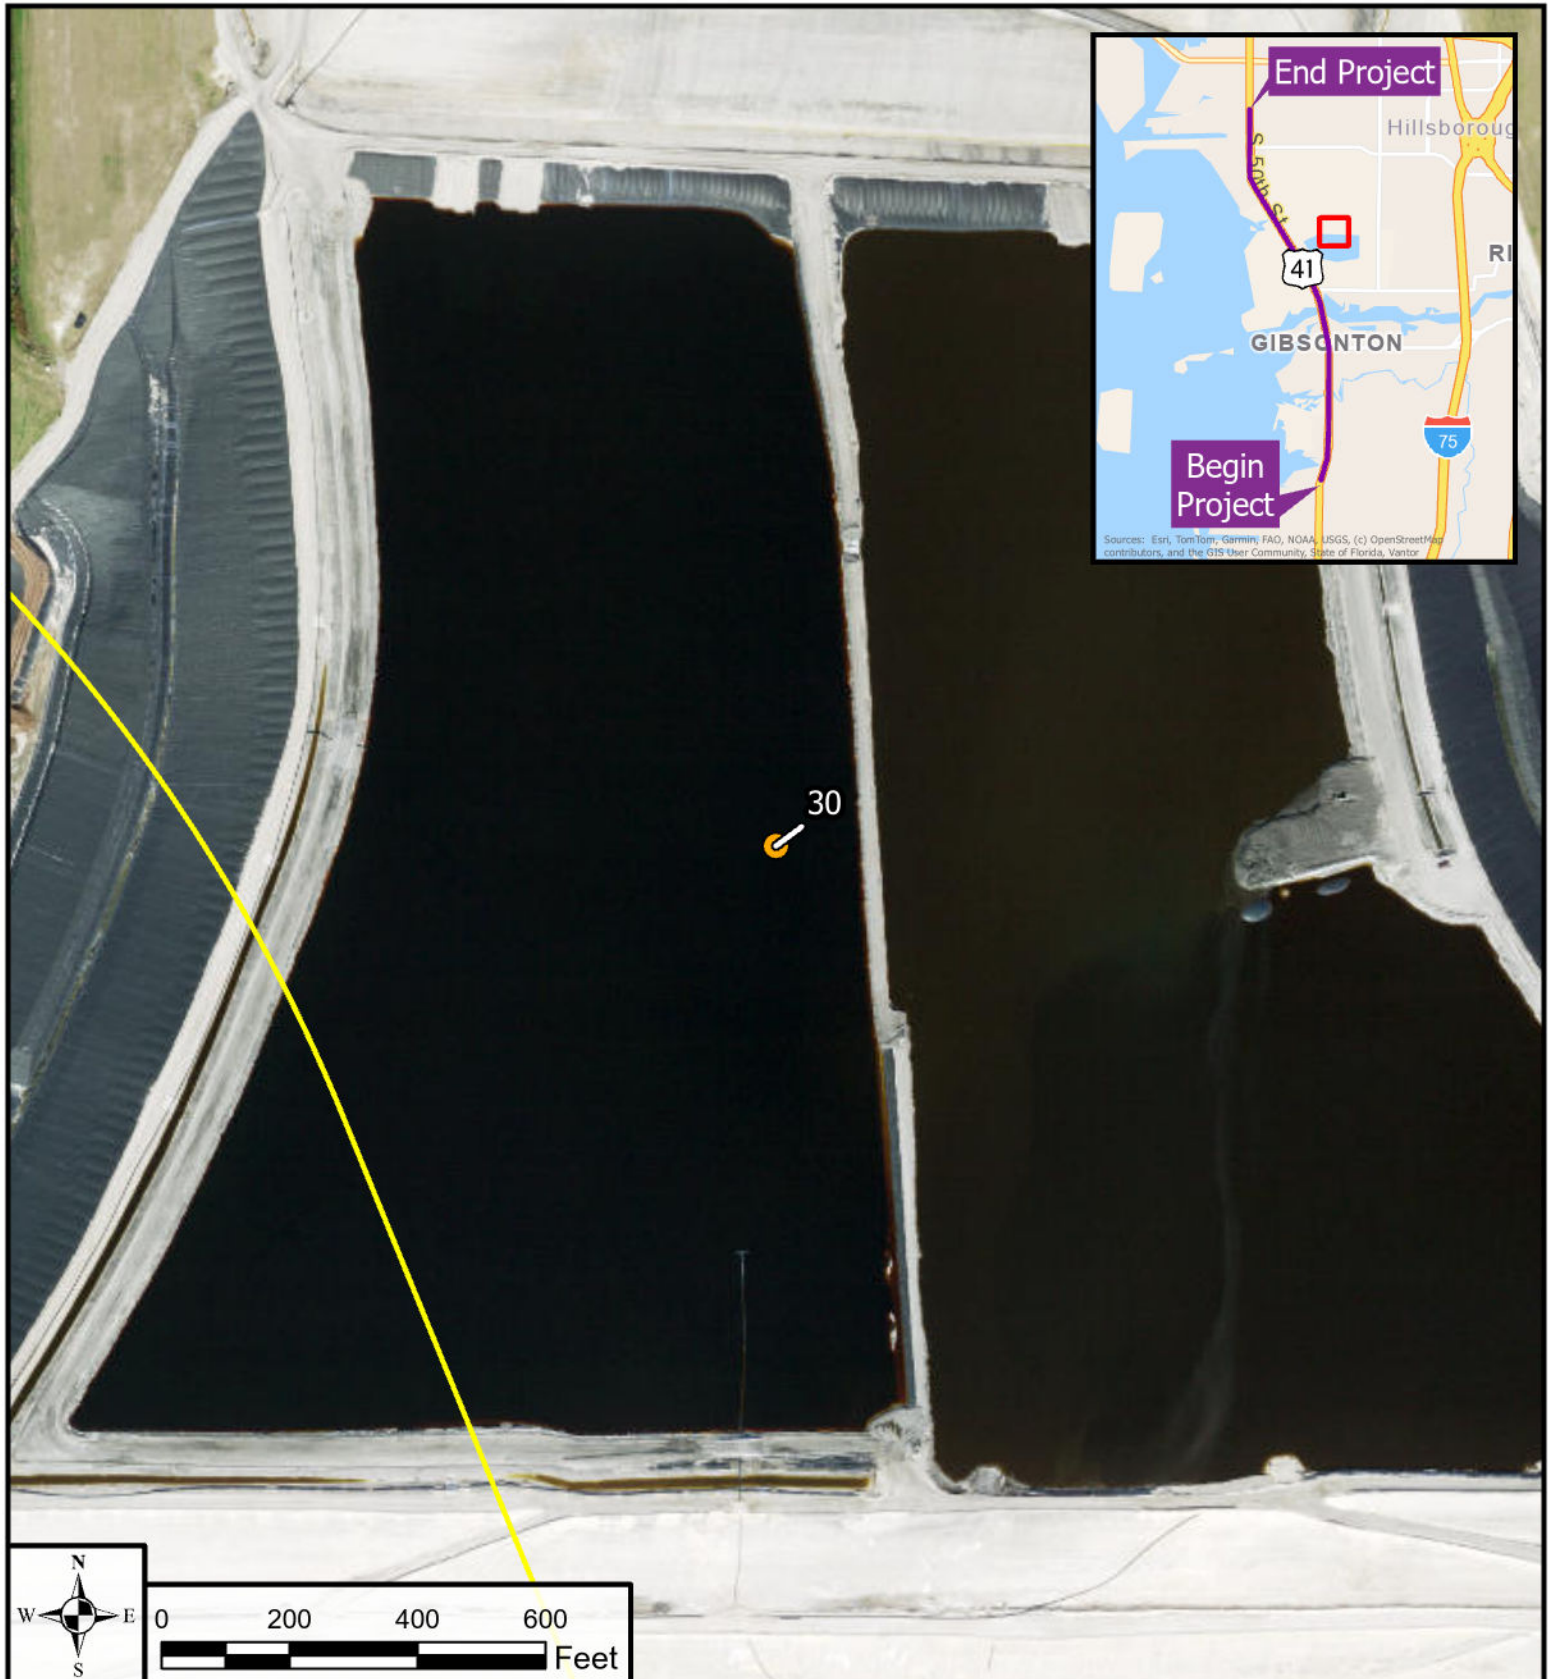 End Project
Hillsboroug
S 50th St
RI
41
GIBSONTON
75
Begin
Project
Sources: Esri, TomTom, Garmin, FAO, NOAA, USGS, (c) OpenStreetMap
contributors, and the GIS User Community, State of Florida, Vantor
30
N
W E
S
0 200 400 600
Feet